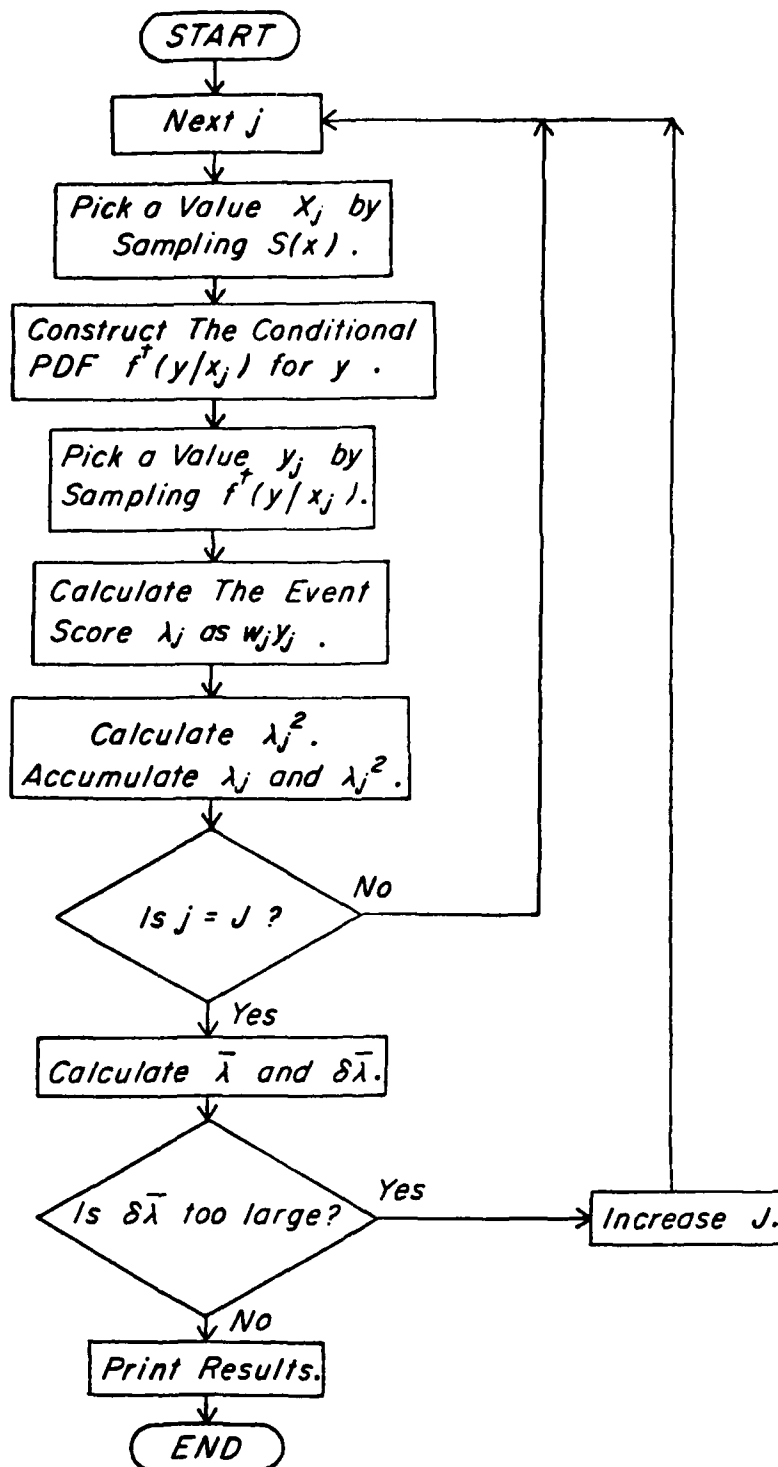 START
Next j
Pick a Value X_j by
Sampling S(x).
Construct The Conditional
PDF f†(y/x_j) for y.
Pick a Value y_j by
Sampling f†(y/x_j).
Calculate The Event
Score λ_j as w_jy_j.
Calculate λ_j².
Accumulate λ_j and λ_j².
Is j = J ?
No
Yes
Calculate λ̄ and δλ̄.
Is δλ̄ too large?
Yes
Increase J.
No
Print Results.
END